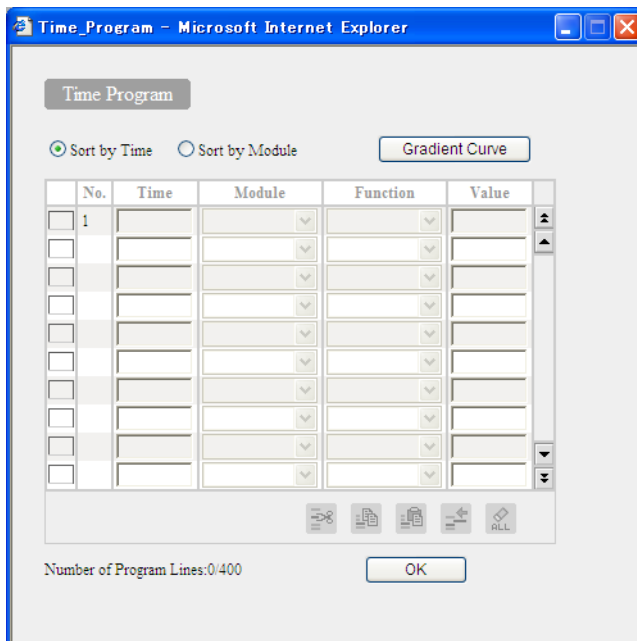 Time_Program - Microsoft Internet Explorer
Time Program
Sort by Time Sort by Module Gradient Curve
No. Time Module Function Value
1
ALL
Number of Program Lines:0/400 OK